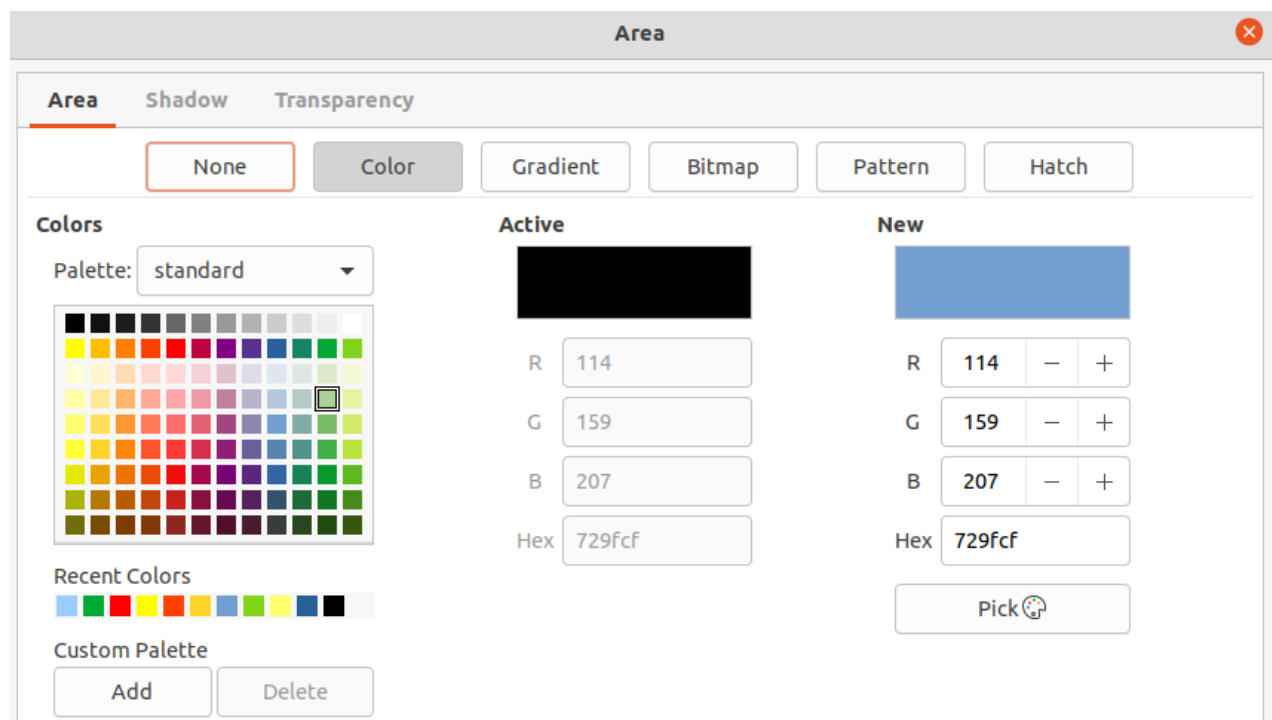 Area
Area Shadow Transparency
None Color Gradient Bitmap Pattern Hatch
Colors Active New
Palette: standard
R 114 R 114 − +
G 159 G 159 − +
B 207 B 207 − +
Hex 729fcf Hex 729fcf
Recent Colors
Pick
Custom Palette
Add Delete